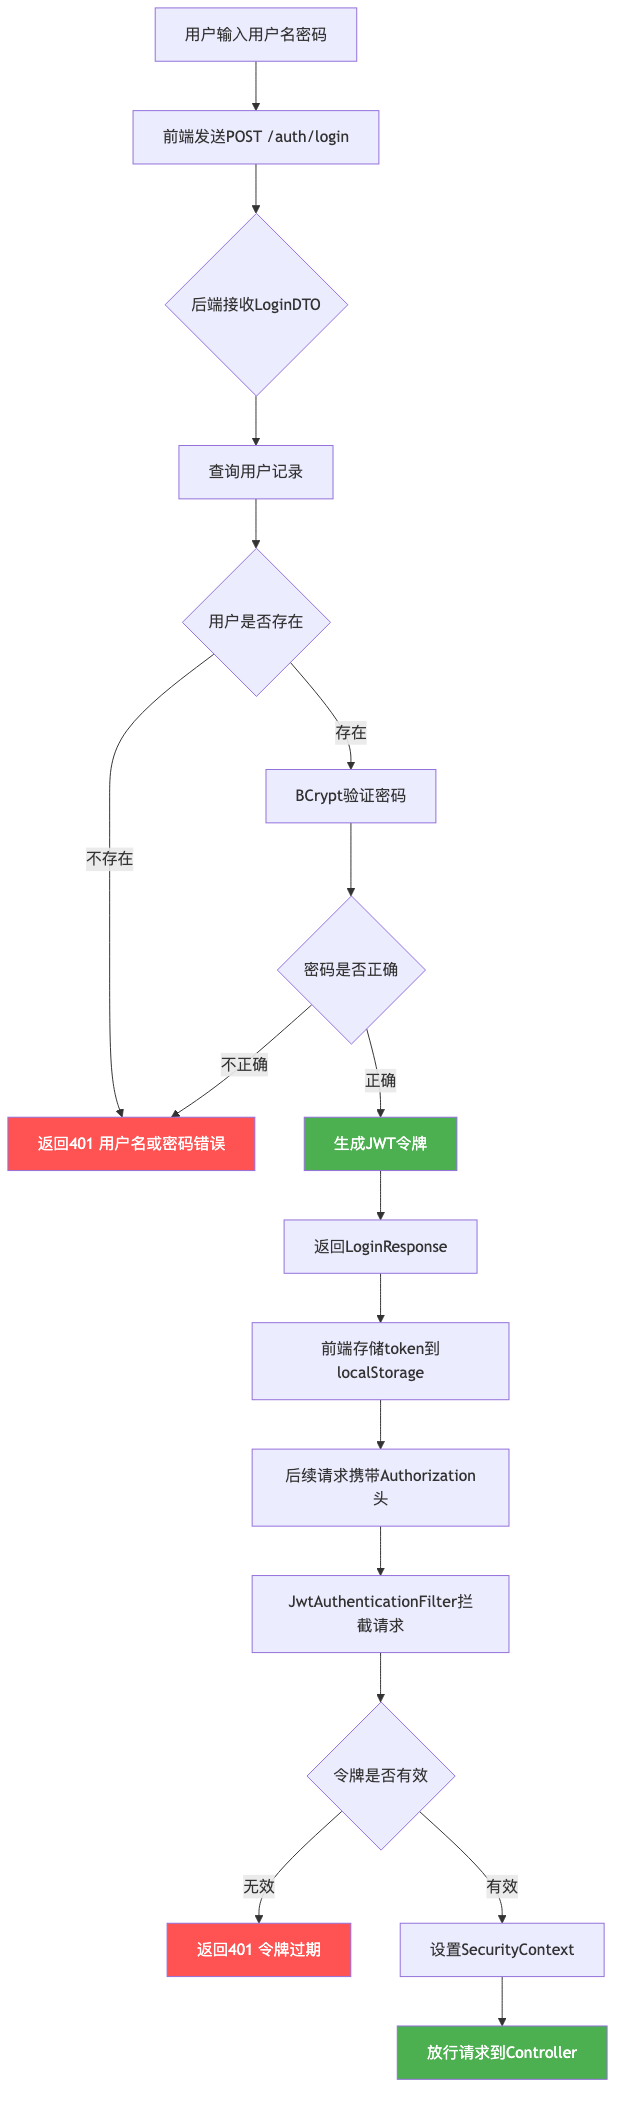 用户输入用户名密码
前端发送POST /auth/login
后端接收LoginDTO
查询用户记录
用户是否存在
存在
BCrypt验证密码
不存在
密码是否正确
不正确
正确
返回401 用户名或密码错误
生成JWT令牌
返回LoginResponse
前端存储token到
localStorage
后续请求携带Authorization
头
JwtAuthenticationFilter拦
截请求
令牌是否有效
无效
有效
返回401 令牌过期
设置SecurityContext
放行请求到Controller